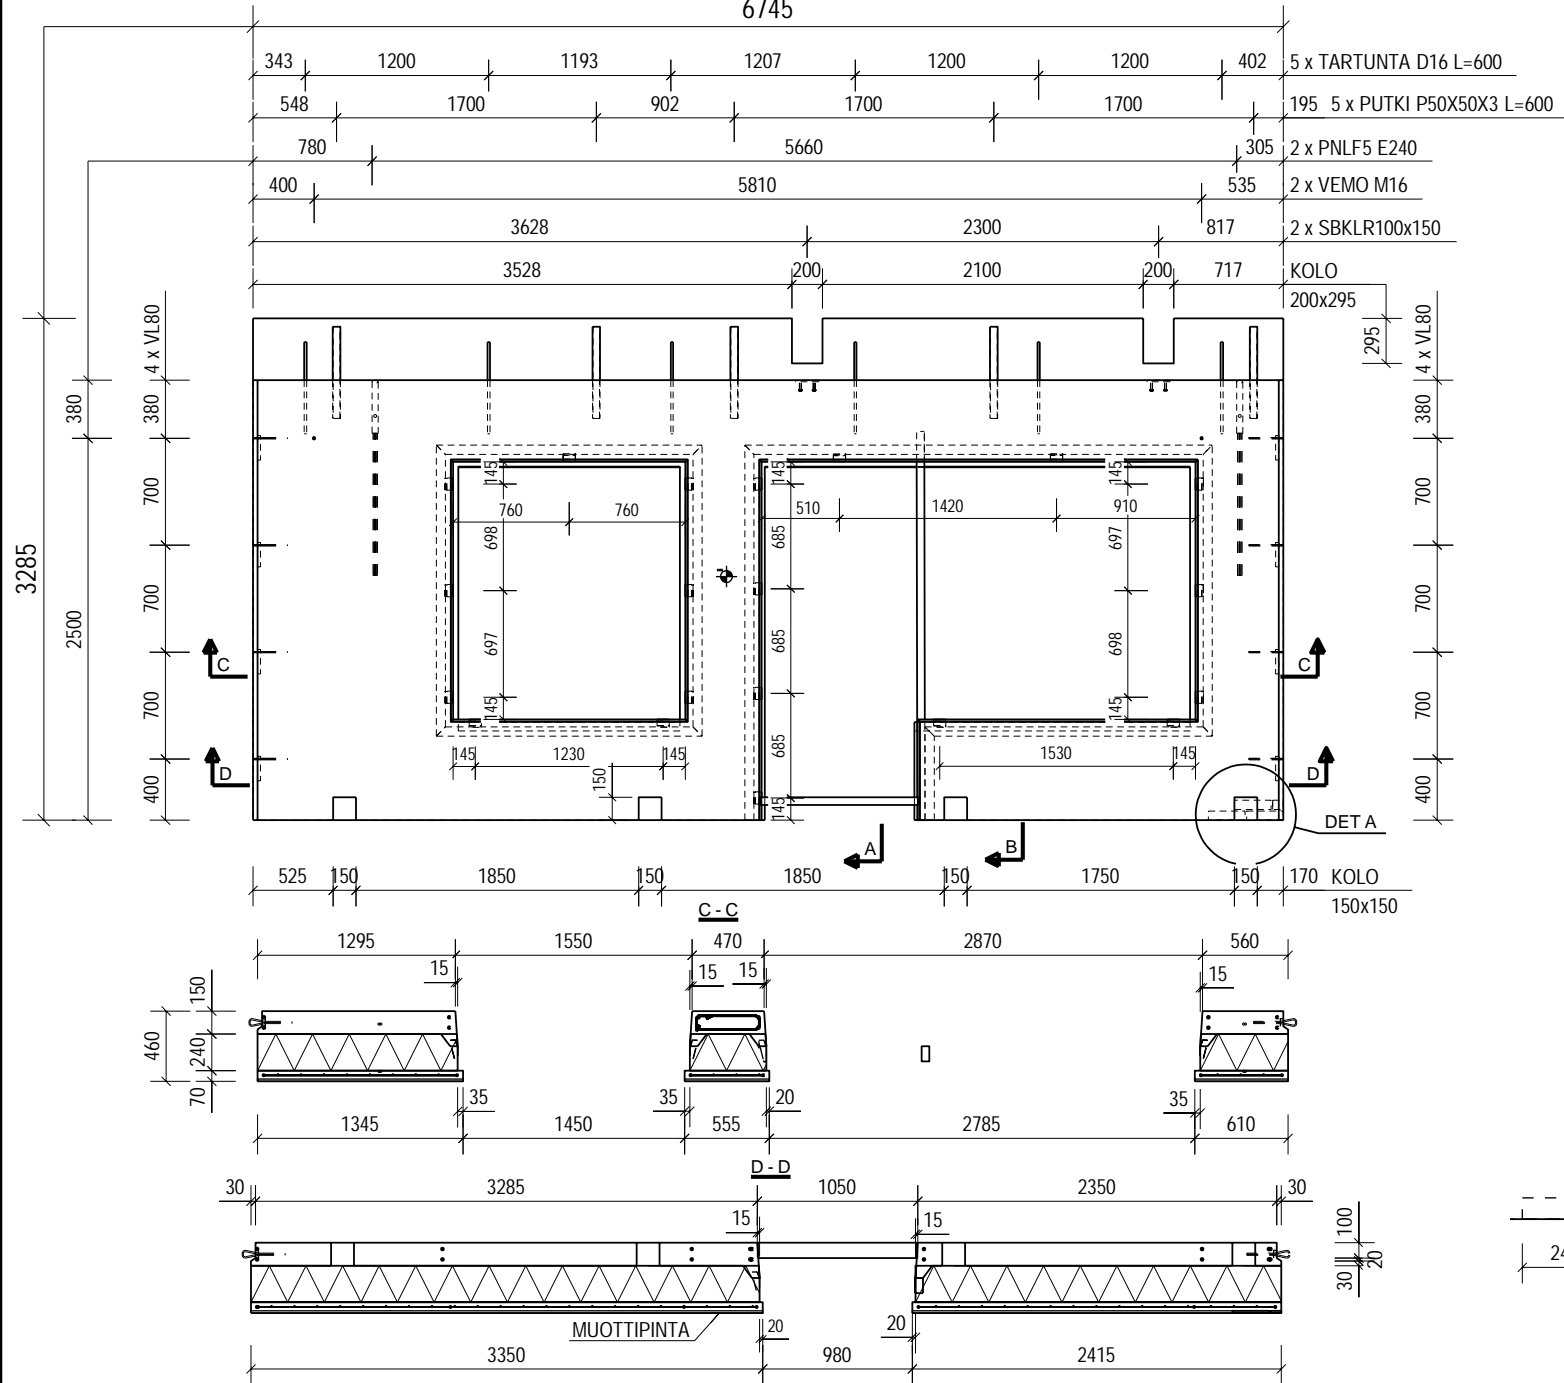 6745
343 1200 1193 1207 1200 1200 402 5 x TARTUNTA D16 L=600
548 1700 902 1700 1700 195 5 x PUTKI P50X50X3 L=600
780 5660 305 2 x PNLF5 E240
400 5810 535 2 x VEMO M16
3628 2300 817 2 x SBKLR100x150
3528 200 2100 200 717 KOLO
200x295
4 x VL80
295
4 x VL80
380 380 380
3285 2500
700 700 700 400
700 700 700 400
145 145 145
760 760 510 1420 910
698 685 697
697 685 698
145 685 145
145
C C
D D
145 1230 145 1530 145
150
DET A
A B
525 150 1850 150 1850 150 1750 150 170 KOLO
150x150
C - C
1295 1550 470 2870 560
15 15 15 15
460 150 240 70
35 35 20 35
1345 1450 555 2785 610
D - D
30 3285 1050 2350 30
15 15
100 20 30
24
MUOTTIPINTA
20 20
3350 980 2415